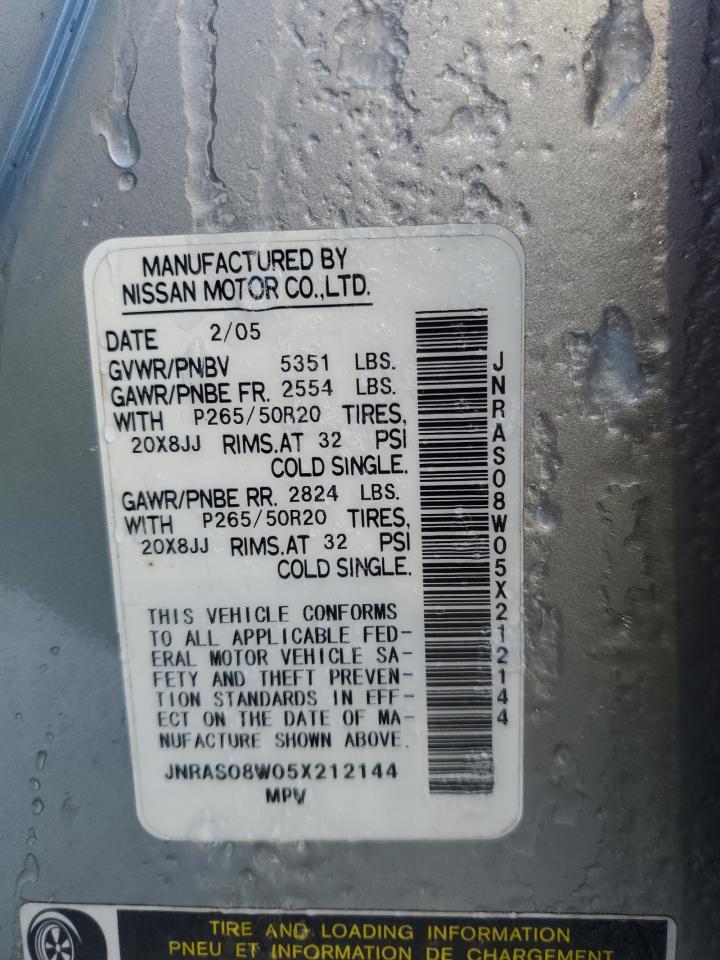 MANUFACTURED BY
NISSAN MOTOR CO.,LTD.
DATE 2/05
GVWR/PNBV 5351 LBS.
GAWR/PNBE FR. 2554 LBS.
WITH P265/50R20 TIRES,
20X8JJ RIMS.AT 32 PSI
COLD SINGLE.
GAWR/PNBE RR. 2824 LBS.
WITH P265/50R20 TIRES,
20X8JJ RIMS.AT 32 PSI
COLD SINGLE.
THIS VEHICLE CONFORMS
TO ALL APPLICABLE FED-
ERAL MOTOR VEHICLE SA-
FETY AND THEFT PREVEN-
TION STANDARDS IN EFF-
ECT ON THE DATE OF MA-
NUFACTURE SHOWN ABOVE.
JNRAS08W05X212144
MPV
JNRAS08W05X212144
TIRE AND LOADING INFORMATION
PNEU ET INFORMATION DE CHARGEMENT